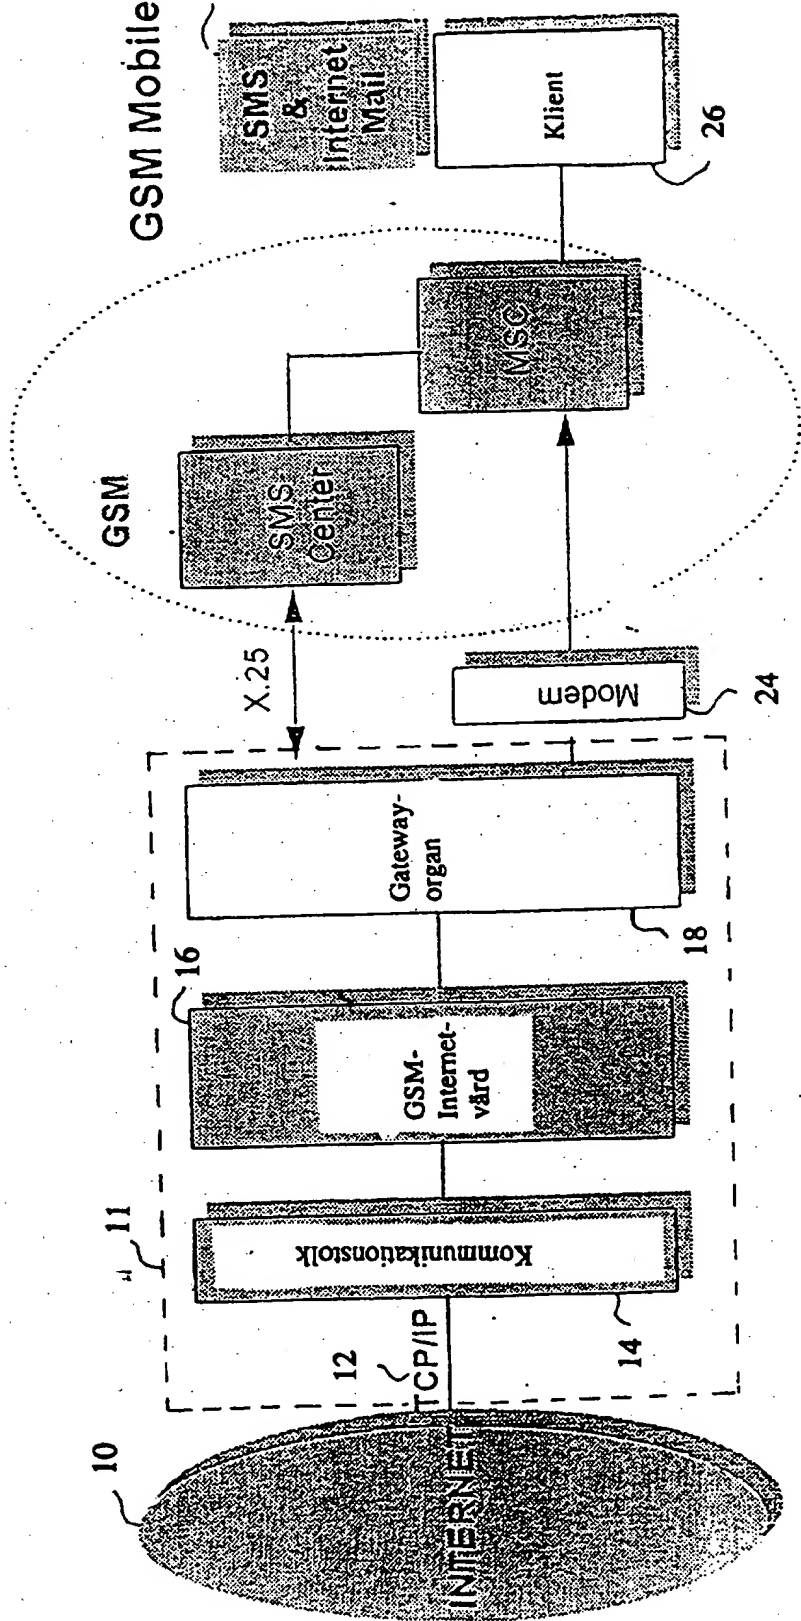 10
INTERNET
12
TCP/IP
11
14
Kommunikationstolk
16
GSM-
Internet-
värd
18
Gateway-
organ
X.25
24
Modem
GSM
SMS
Center
MSC
GSM Mobile
SMS
&
Internet
Mail
Klient
26